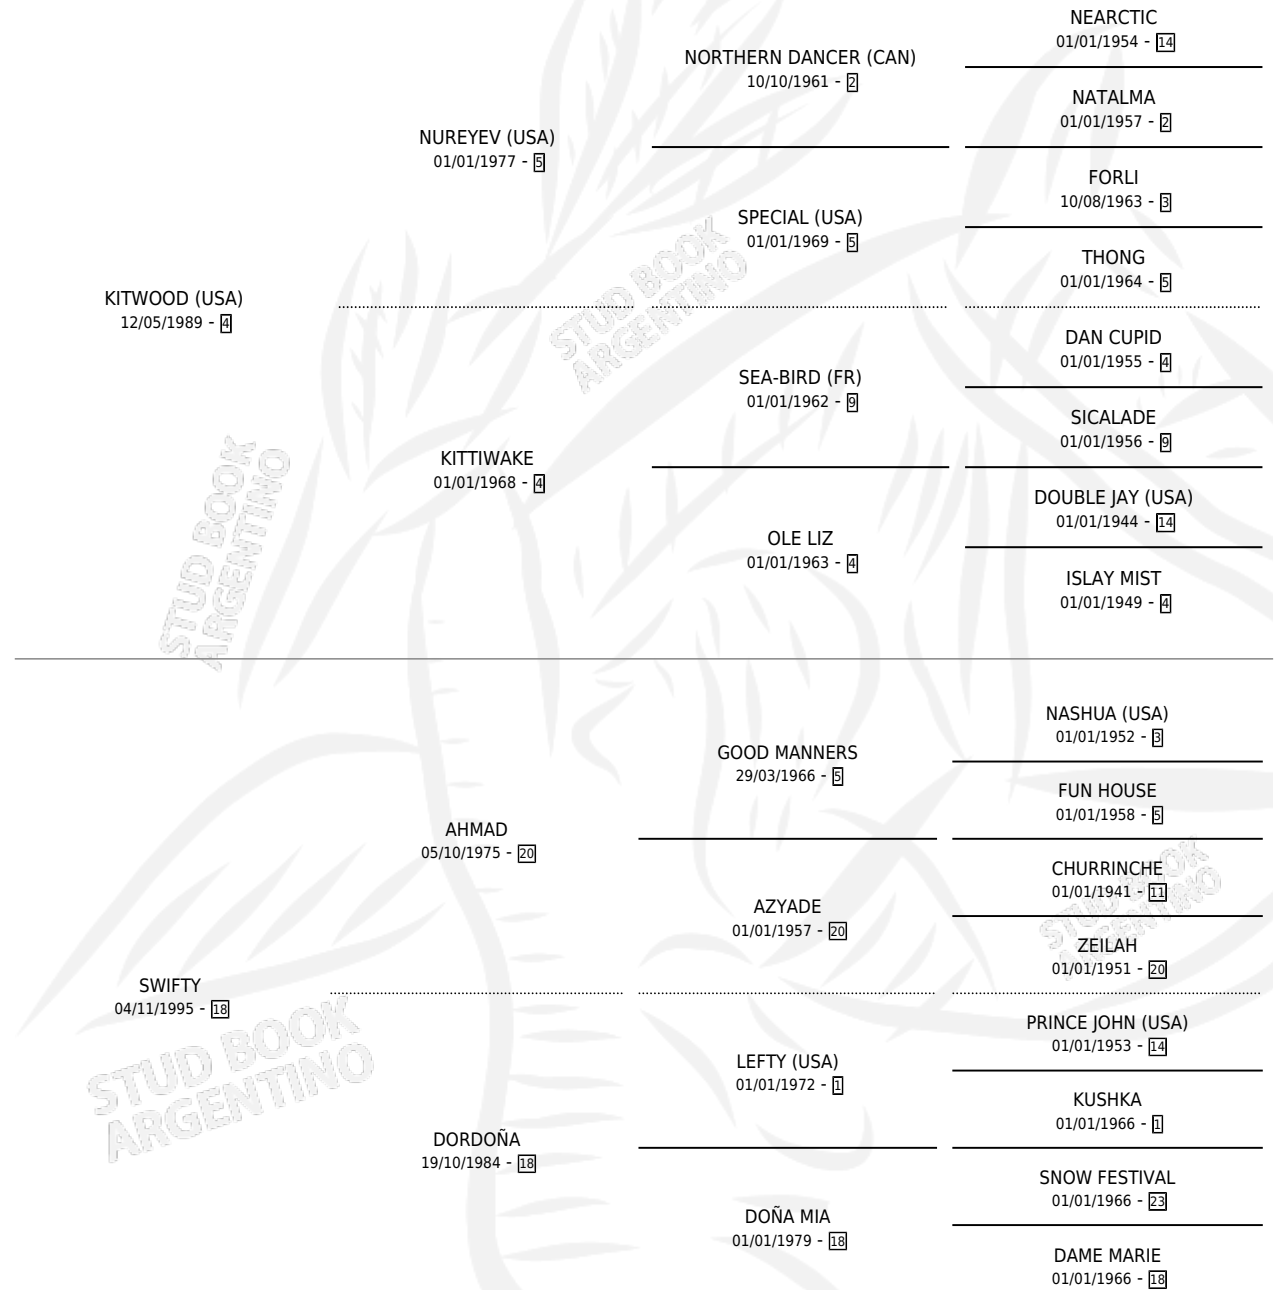 NEARCTIC
01/01/1954 - 14
NORTHERN DANCER (CAN)
10/10/1961 - 2
NATALMA
01/01/1957 - 2
NUREYEV (USA)
01/01/1977 - 5
FORLI
10/08/1963 - 3
SPECIAL (USA)
01/01/1969 - 5
THONG
01/01/1964 - 5
KITWOOD (USA)
12/05/1989 - 4
DAN CUPID
01/01/1955 - 4
SEA-BIRD (FR)
01/01/1962 - 9
SICALADE
01/01/1956 - 9
KITTIWAKE
01/01/1968 - 4
DOUBLE JAY (USA)
01/01/1944 - 14
OLE LIZ
01/01/1963 - 4
ISLAY MIST
01/01/1949 - 4
NASHUA (USA)
01/01/1952 - 3
GOOD MANNERS
29/03/1966 - 5
FUN HOUSE
01/01/1958 - 5
AHMAD
05/10/1975 - 20
CHURRINCHE
01/01/1941 - 11
AZYADE
01/01/1957 - 20
ZEILAH
01/01/1951 - 20
SWIFTY
04/11/1995 - 18
PRINCE JOHN (USA)
01/01/1953 - 14
LEFTY (USA)
01/01/1972 - 1
KUSHKA
01/01/1966 - 1
DORDOÑA
19/10/1984 - 18
SNOW FESTIVAL
01/01/1966 - 23
DOÑA MIA
01/01/1979 - 18
DAME MARIE
01/01/1966 - 18
STUD BOOK
ARGENTINO
STUD BOOK
ARGENTINO
STUD BOOK
ARGENTINO
STUD BOOK
ARGENTINO